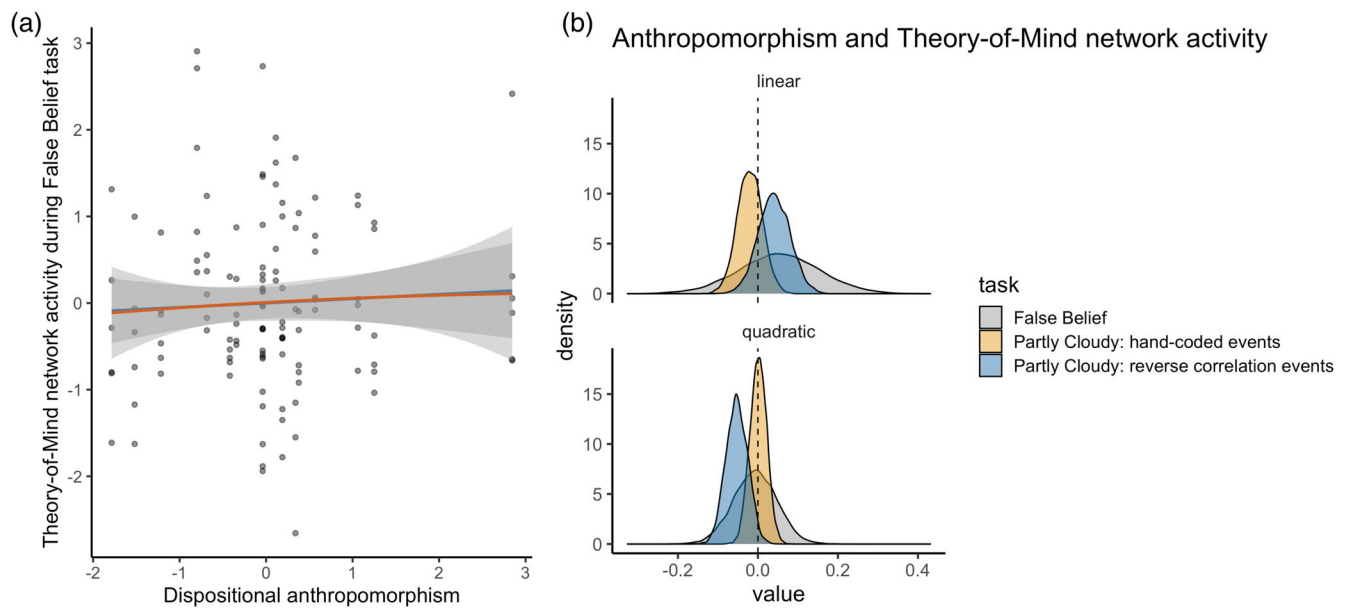 (a)
Theory-of-Mind network activity during False Belief task
3
2
1
0
-1
-2
-2 -1 0 1 2 3
Dispositional anthropomorphism
(b)
Anthropomorphism and Theory-of-Mind network activity
linear
15
10
5
0
density
quadratic
15
10
5
0
-0.2 0.0 0.2 0.4
value
task
False Belief
Partly Cloudy: hand-coded events
Partly Cloudy: reverse correlation events